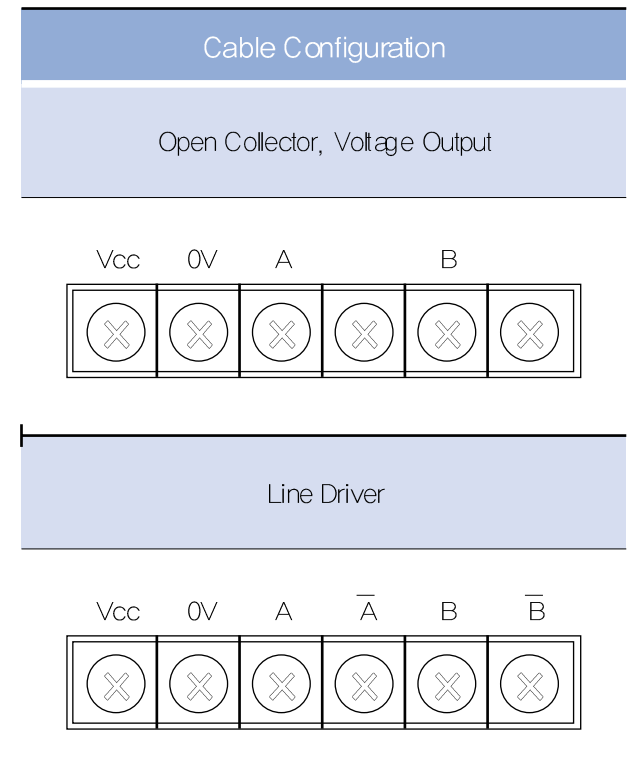 Cable Configuration
Open Collector, Voltage Output
Vcc 0V A B
Line Driver
Vcc 0V A A̅ B B̅